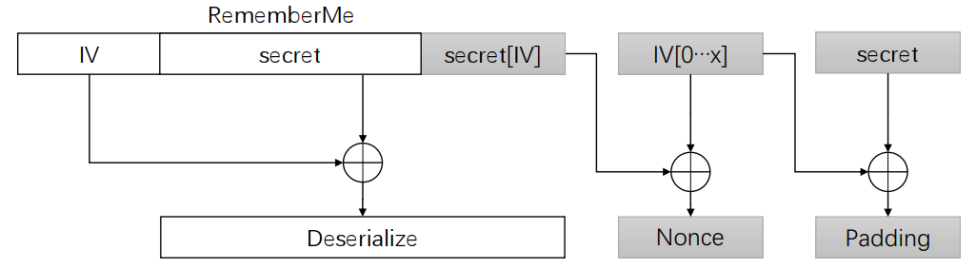 RememberMe
IV secret secret[IV] IV[0···x] secret
Deserialize Nonce Padding